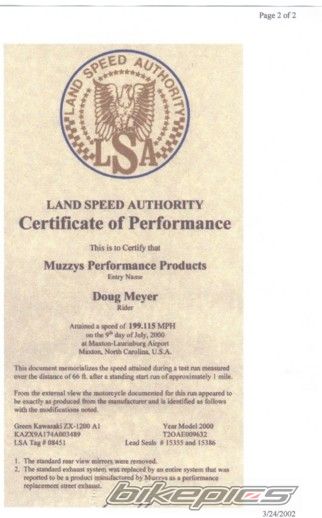 Page 2 of 2
LAND SPEED AUTHORITY
LSA
LAND SPEED AUTHORITY
Certificate of Performance
This is to Certify that
Muzzys Performance Products
Entry Name
Doug Meyer
Rider
Attained a speed of 199.115 MPH
on the 9th day of July, 2000
at Maxton-Laurinburg Airport
Maxton, North Carolina, U.S.A.
This document memorializes the speed attained during a test run measured
over the distance of 66 ft. after a standing start run of approximately 1 mile.
From the external view the motorcycle documented for this run appeared to
be exactly as produced from the manufacturer and is identified as follows
with the modifications noted.
Green Kawasaki ZX-1200 A1 Year Model 2000
KAZX9A174A003489 T2OAE009632
LSA Tag # 08451 Lead Seals # 15355 and 15386
1. The standard rear view mirrors were removed.
2. The standard exhaust system was replaced by an entire system that was
reported to be a product manufactured by Muzzys as a performance
replacement street exhaust.
bikepics
3/24/2002